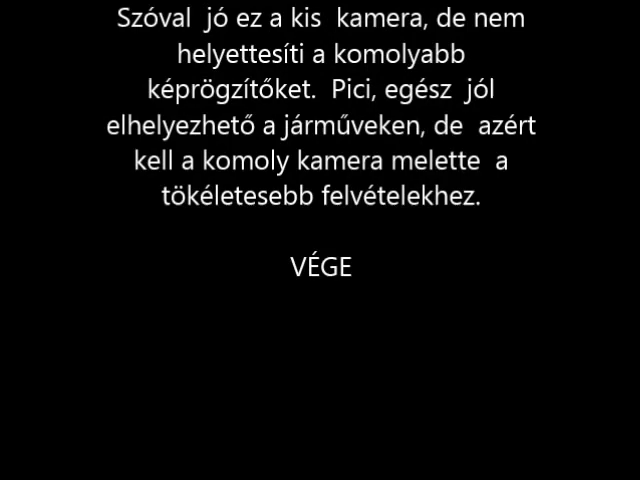 Szóval jó ez a kis kamera, de nem
helyettesíti a komolyabb
képrögzítőket. Pici, egész jól
elhelyezhető a járműveken, de azért
kell a komoly kamera melette a
tökéletesebb felvételekhez.
VÉGE